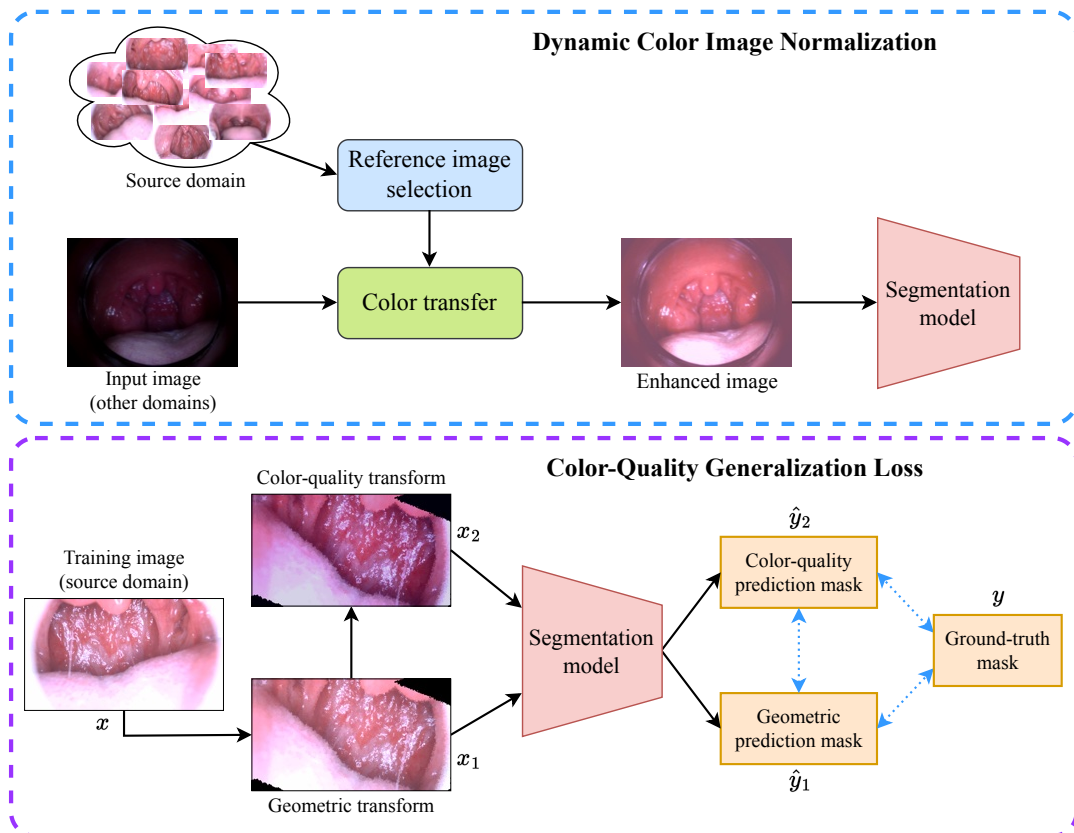 Dynamic Color Image Normalization
Source domain
Reference image
selection
Color transfer
Input image
(other domains)
Enhanced image
Segmentation
model
Color-Quality Generalization Loss
Color-quality transform
x₂
Training image
(source domain)
x
Geometric transform
x₁
Segmentation
model
ŷ₂
Color-quality
prediction mask
y
Ground-truth
mask
Geometric
prediction mask
ŷ₁